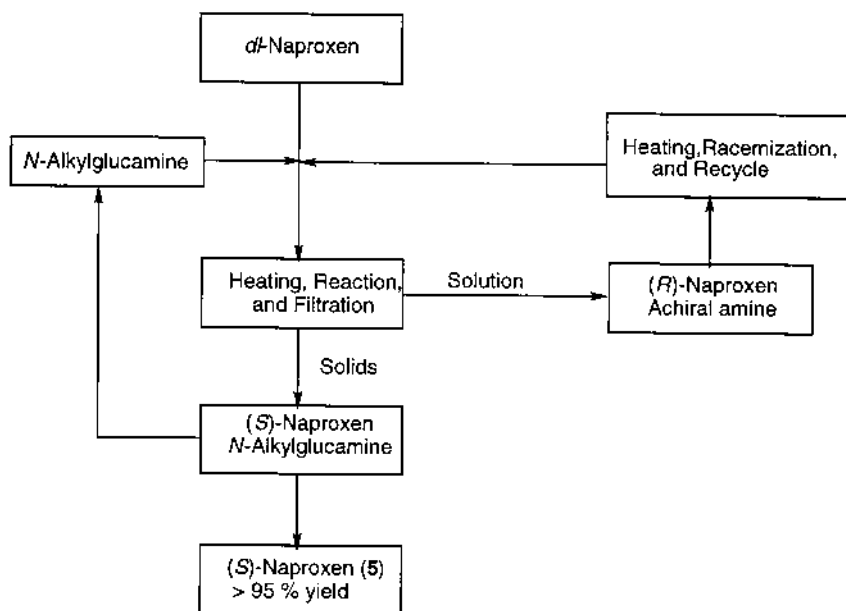 dl-Naproxen
N-Alkylglucamine
Heating, Racemization,
and Recycle
Heating, Reaction,
and Filtration
Solution
(R)-Naproxen
Achiral amine
Solids
(S)-Naproxen
N-Alkylglucamine
(S)-Naproxen (5)
> 95 % yield